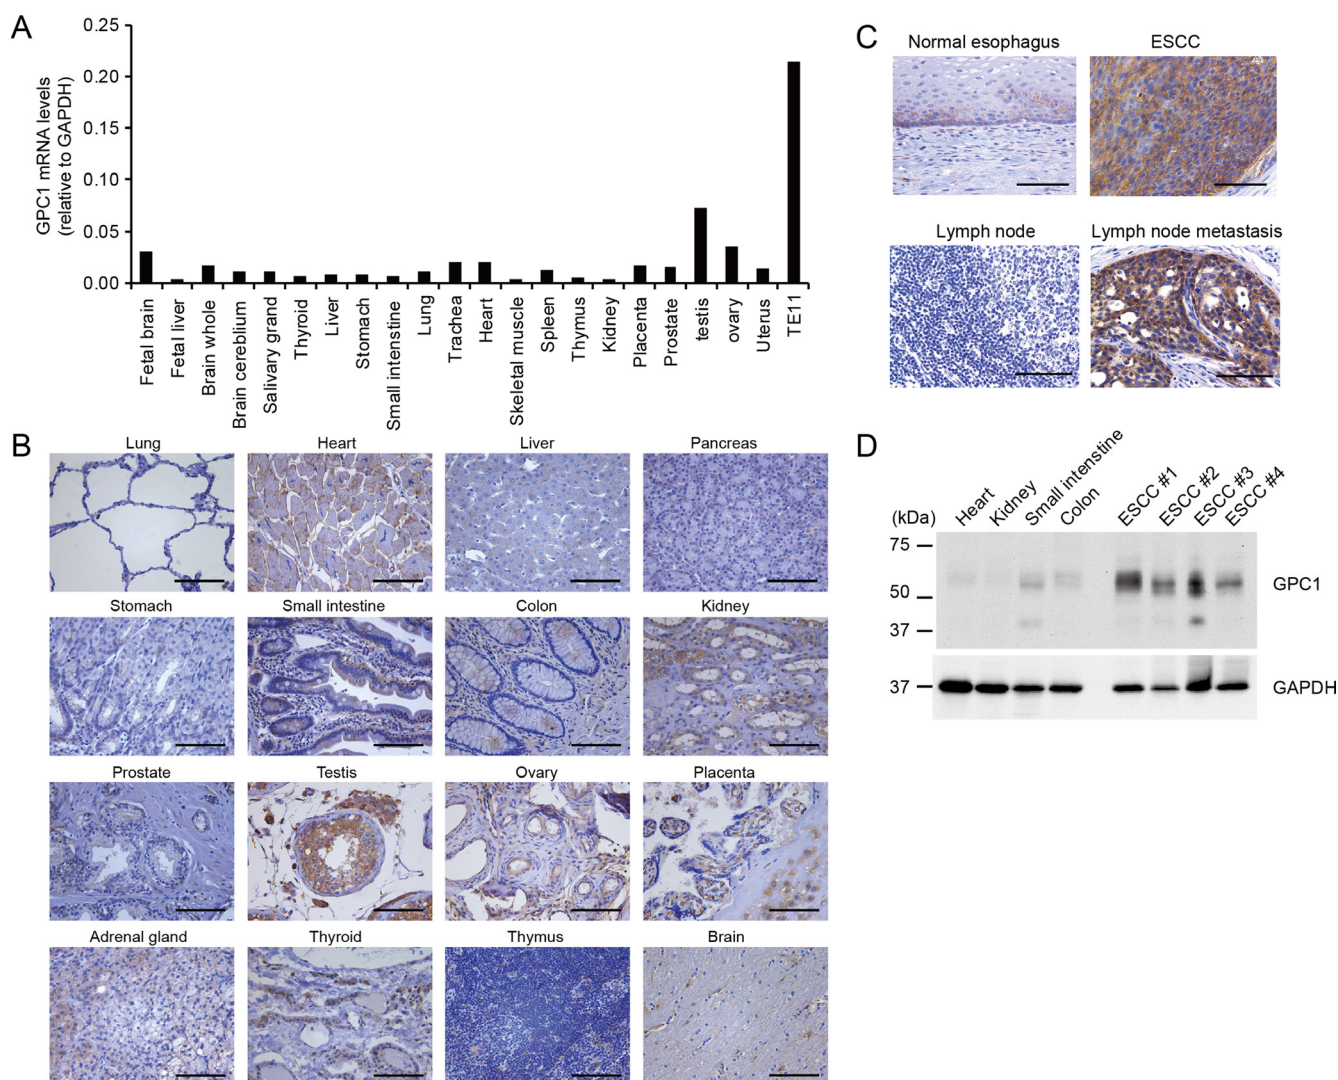 A
GPC1 mRNA levels
(relative to GAPDH)
0.25
0.20
0.15
0.10
0.05
0.00
Fetal brain
Fetal liver
Brain whole
Brain cereblium
Salivary grand
Thyroid
Liver
Stomach
Small intenstine
Lung
Trachea
Heart
Skeletal muscle
Spleen
Thymus
Kidney
Placenta
Prostate
testis
ovary
Uterus
TE11
B
Lung Heart Liver Pancreas
Stomach Small intestine Colon Kidney
Prostate Testis Ovary Placenta
Adrenal gland Thyroid Thymus Brain
C
Normal esophagus ESCC
Lymph node Lymph node metastasis
D
(kDa)
Heart
Kidney
Small intenstine
Colon
ESCC #1
ESCC #2
ESCC #3
ESCC #4
75
50
37
GPC1
37
GAPDH